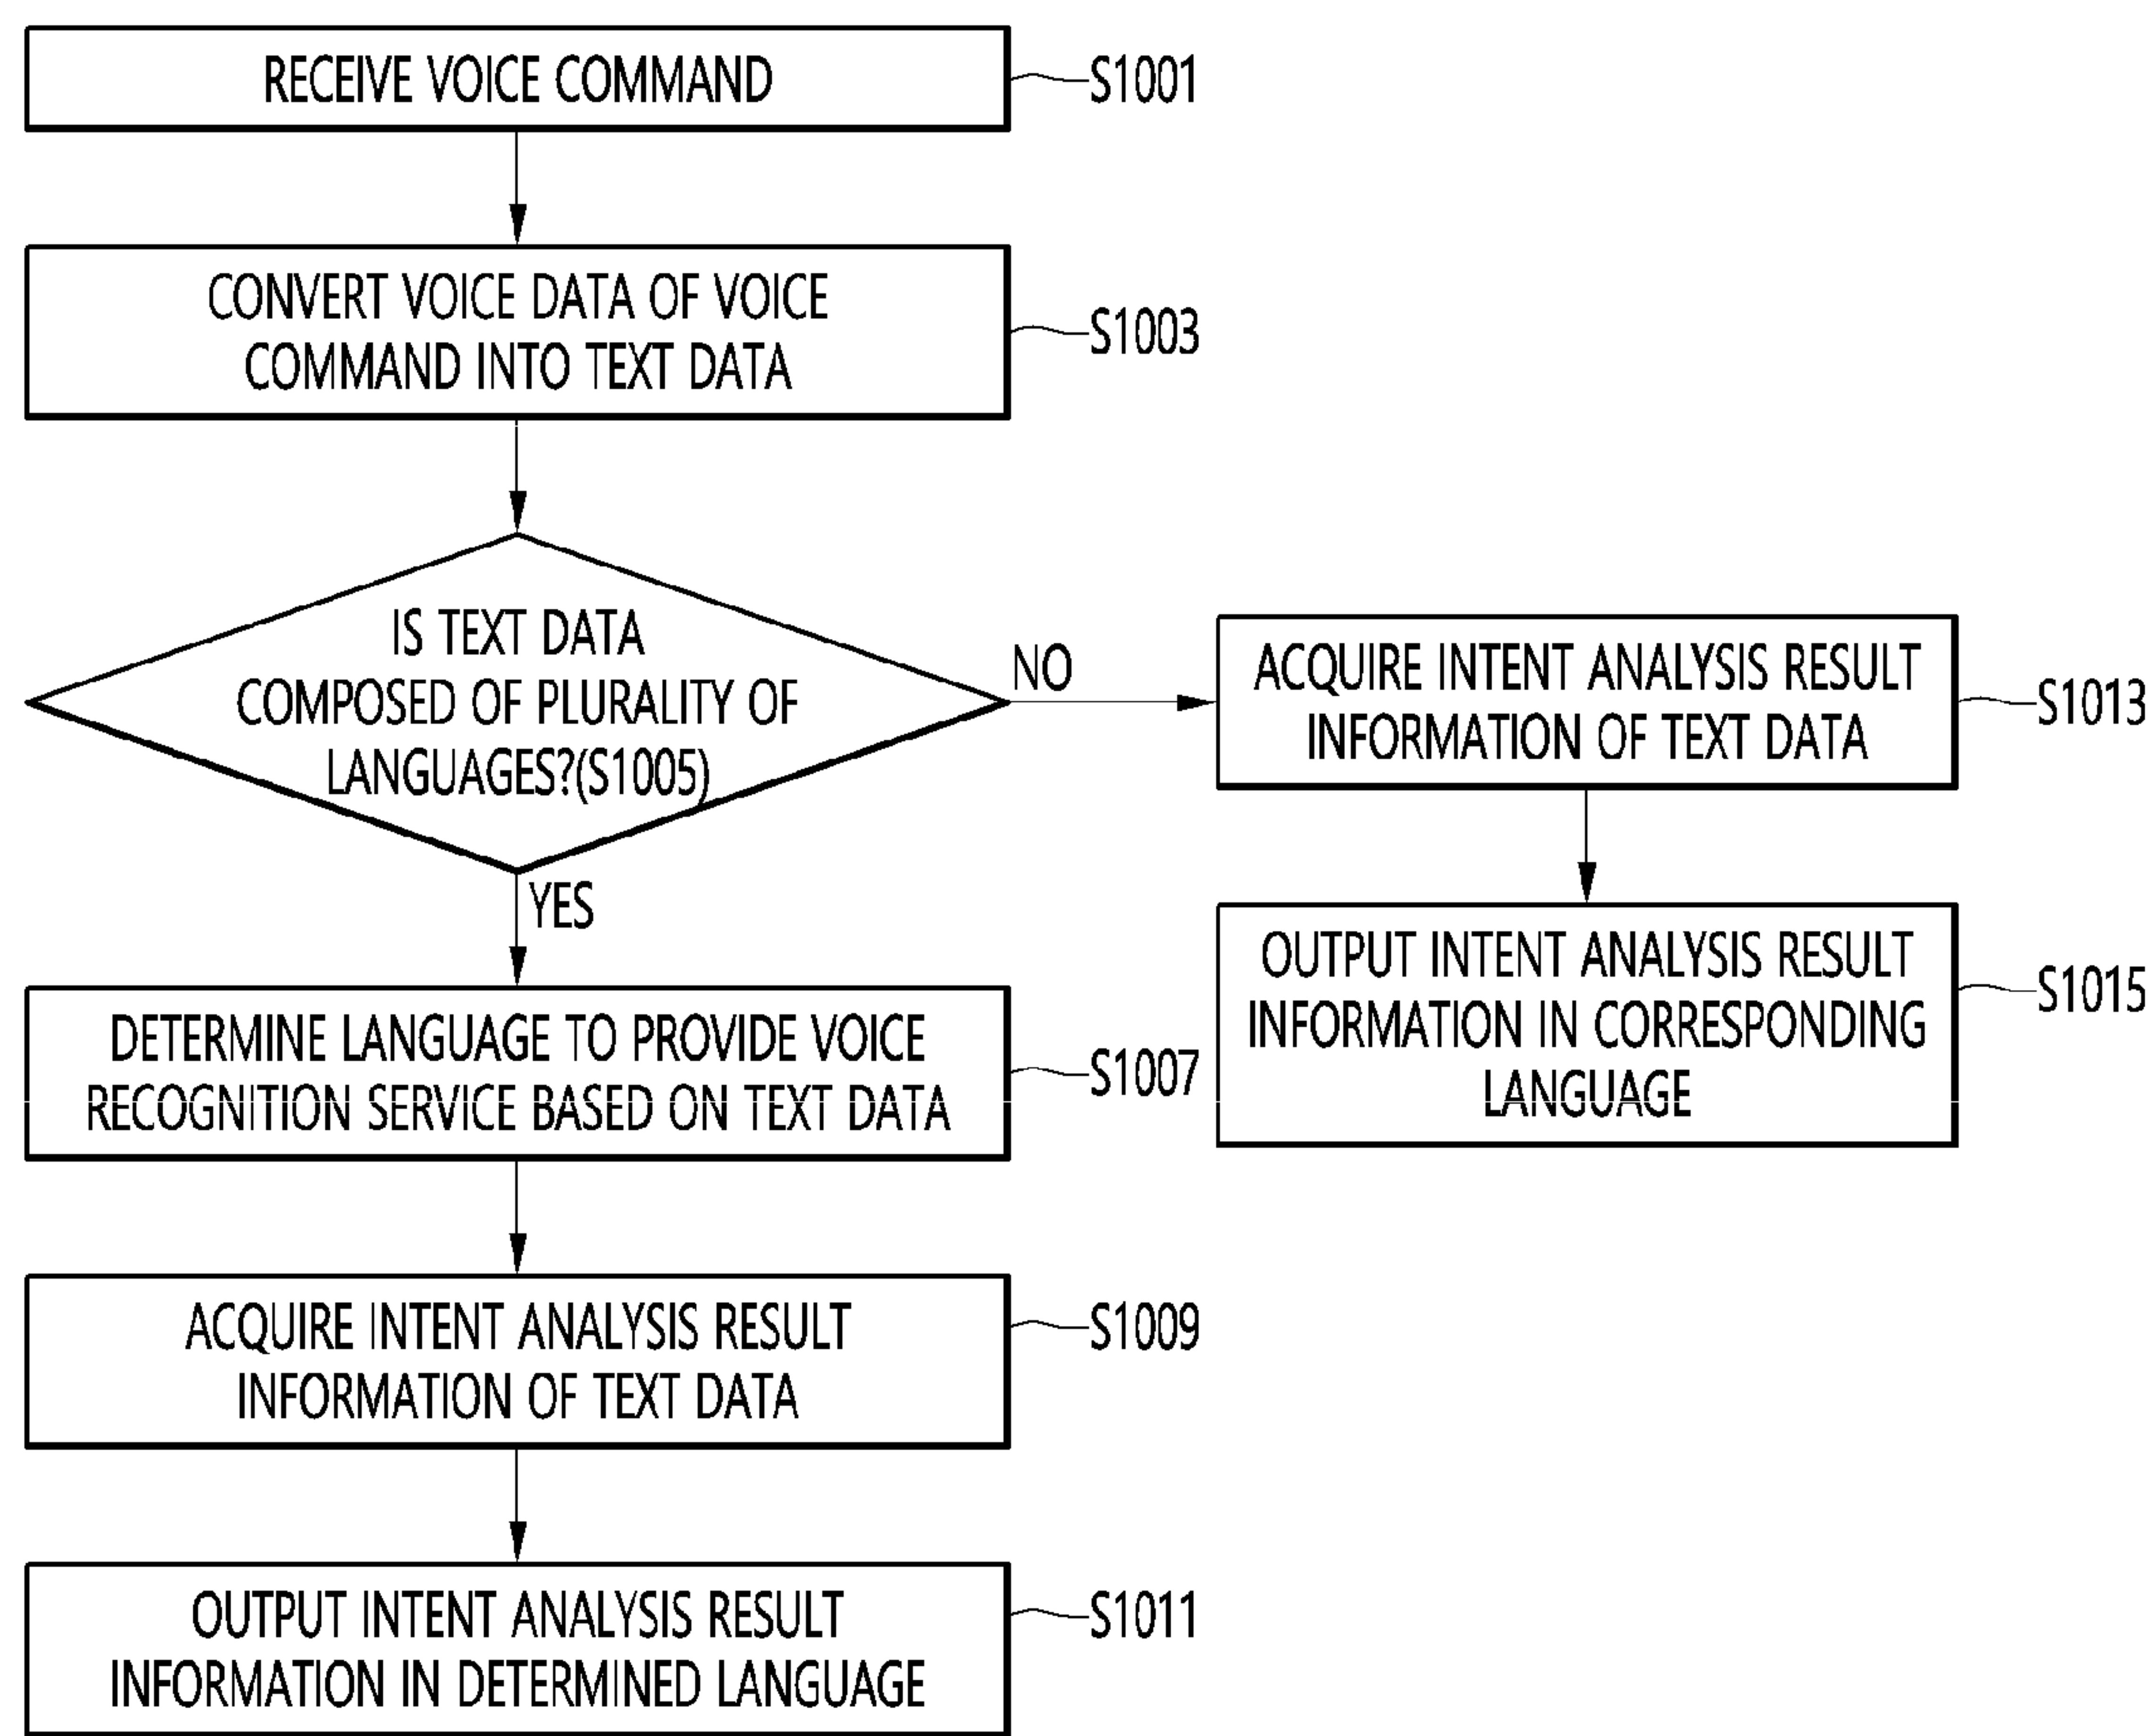 RECEIVE VOICE COMMAND
S1001
CONVERT VOICE DATA OF VOICE
COMMAND INTO TEXT DATA
S1003
IS TEXT DATA
COMPOSED OF PLURALITY OF
LANGUAGES?(S1005)
NO
ACQUIRE INTENT ANALYSIS RESULT
INFORMATION OF TEXT DATA
S1013
YES
OUTPUT INTENT ANALYSIS RESULT
INFORMATION IN CORRESPONDING
LANGUAGE
S1015
DETERMINE LANGUAGE TO PROVIDE VOICE
RECOGNITION SERVICE BASED ON TEXT DATA
S1007
ACQUIRE INTENT ANALYSIS RESULT
INFORMATION OF TEXT DATA
S1009
OUTPUT INTENT ANALYSIS RESULT
INFORMATION IN DETERMINED LANGUAGE
S1011